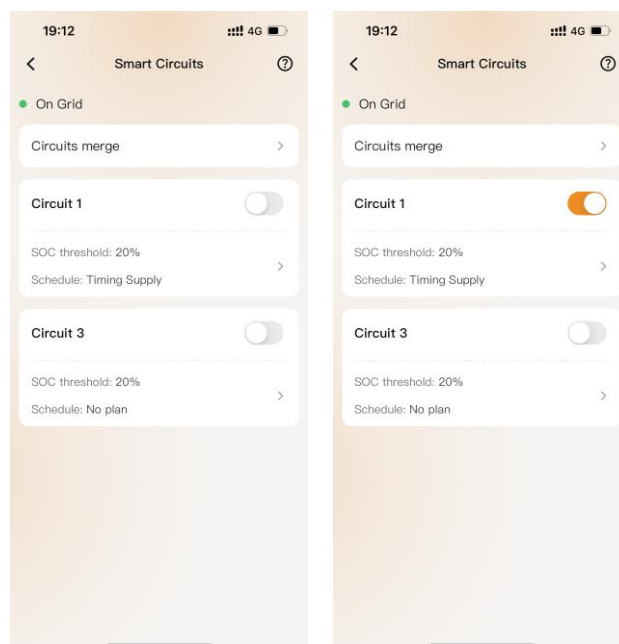 19:12 4G
Smart Circuits
On Grid
Circuits merge
Circuit 1
SOC threshold: 20%
Schedule: Timing Supply
Circuit 3
SOC threshold: 20%
Schedule: No plan
19:12 4G
Smart Circuits
On Grid
Circuits merge
Circuit 1
SOC threshold: 20%
Schedule: Timing Supply
Circuit 3
SOC threshold: 20%
Schedule: No plan